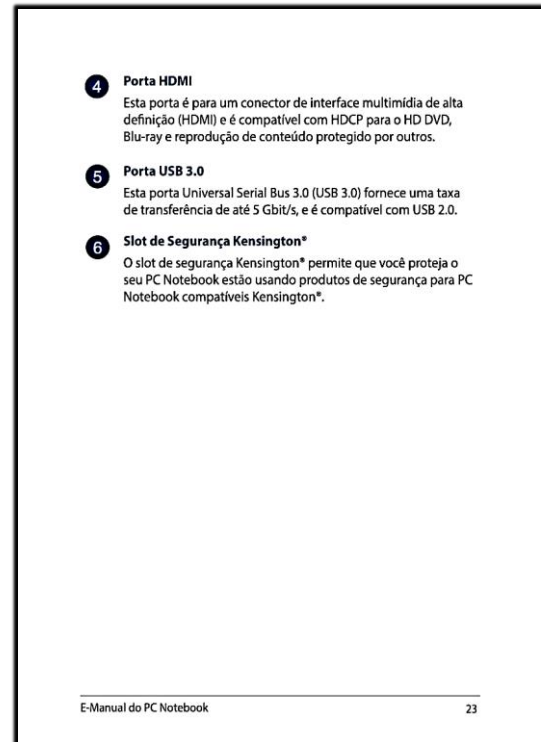 4 Porta HDMI
Esta porta é para um conector de interface multimídia de alta
definição (HDMI) e é compatível com HDCP para o HD DVD,
Blu-ray e reprodução de conteúdo protegido por outros.
5 Porta USB 3.0
Esta porta Universal Serial Bus 3.0 (USB 3.0) fornece uma taxa
de transferência de até 5 Gbit/s, e é compatível com USB 2.0.
6 Slot de Segurança Kensington®
O slot de segurança Kensington® permite que você proteja o
seu PC Notebook estão usando produtos de segurança para PC
Notebook compatíveis Kensington®.
E-Manual do PC Notebook 23